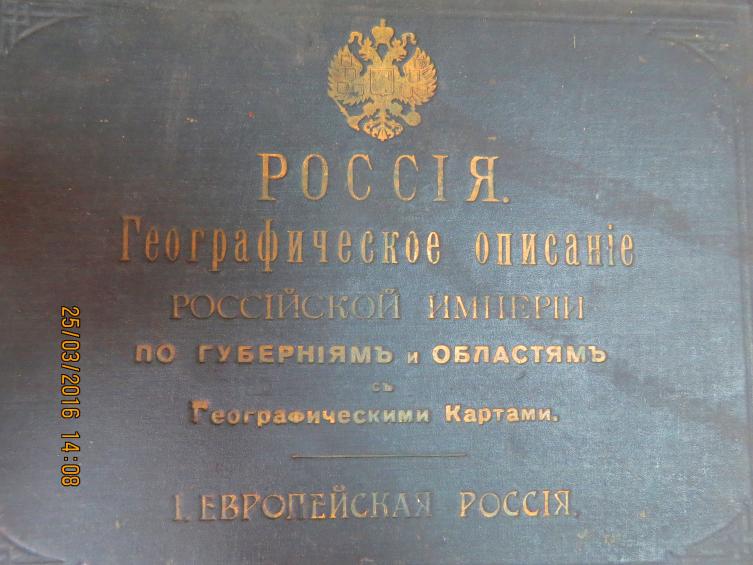 РОССІЯ.
Географическое описаніе
РОССІЙСКОЙ ИМПЕРІИ
ПО ГУБЕРНІЯМЪ и ОБЛАСТЯМЪ
съ
Географическими Картами.
I. ЕВРОПЕЙСКАЯ РОССІЯ.
25/03/2016 14:08